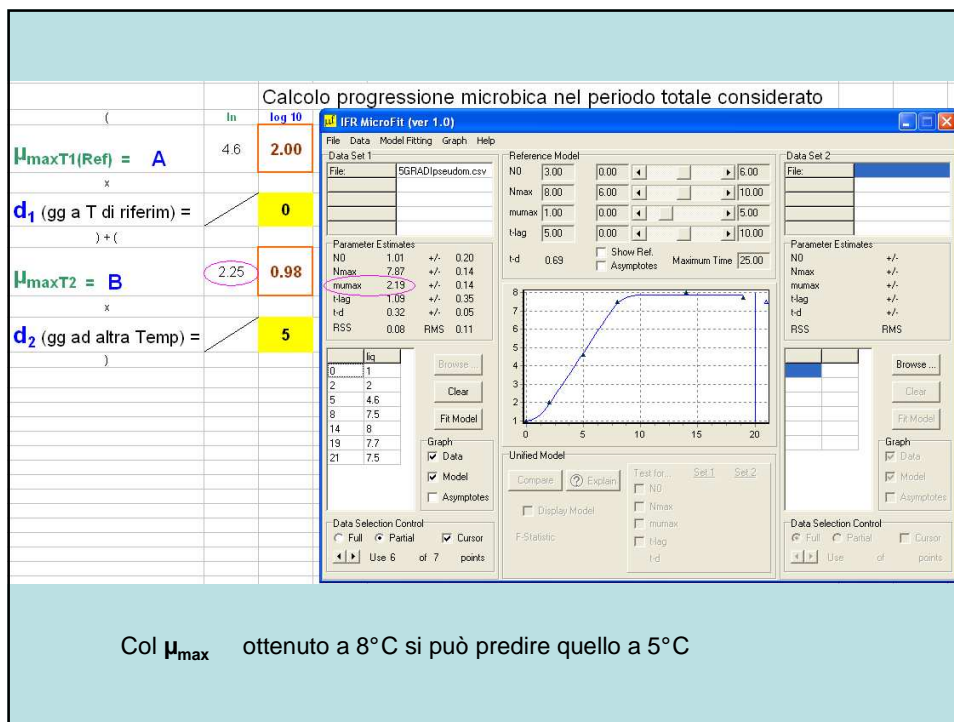 Calcolo progressione microbica nel periodo totale considerato
( ln log 10
μmaxT1(Ref) = A 4.6 2.00
x
d1 (gg a T di riferim) = 0
) + (
μmaxT2 = B 2.25 0.98
x
d2 (gg ad altra Temp) = 5
)
IFR MicroFit (ver 1.0)
File Data Model Fitting Graph Help
Data Set 1
File: 5GRADIpseudom.csv
Parameter Estimates
N0 1.01 +/- 0.20
Nmax 7.87 +/- 0.14
mumax 2.19 +/- 0.14
t-lag 1.09 +/- 0.35
t-d 0.32 +/- 0.05
RSS 0.08 RMS 0.11
liq
0 1
2 2
5 4.6
8 7.5
14 8
19 7.7
21 7.5
Browse ...
Clear
Fit Model
Graph
Data
Model
Asymptotes
Data Selection Control
Full Partial Cursor
Use 6 of 7 points
Reference Model
N0 3.00 0.00 6.00
Nmax 8.00 6.00 10.00
mumax 1.00 0.00 5.00
t-lag 5.00 0.00 10.00
t-d 0.69 Show Ref. Asymptotes Maximum Time 25.00
8
7
6
5
4
3
2
1
0 5 10 15 20
Unified Model
Compare Explain
Display Model
F-Statistic
Test for... Set 1 Set 2
N0
Nmax
mumax
t-lag
t-d
Data Set 2
File:
Parameter Estimates
N0 +/-
Nmax +/-
mumax +/-
t-lag +/-
t-d +/-
RSS RMS
Browse ...
Clear
Fit Model
Graph
Data
Model
Asymptotes
Data Selection Control
Full Partial Cursor
Use of points
Col μmax ottenuto a 8°C si può predire quello a 5°C